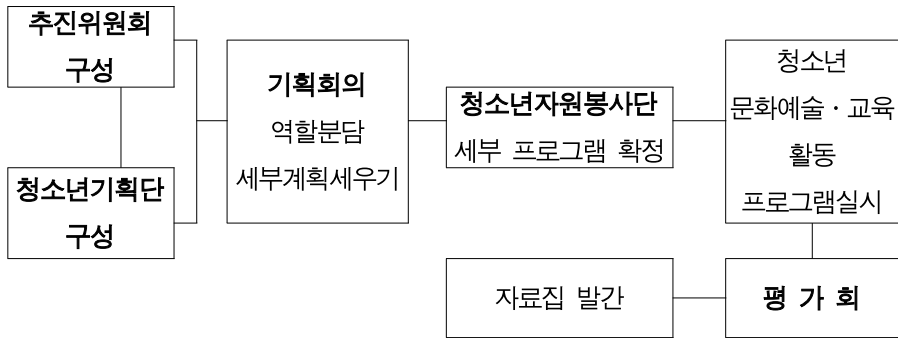 추진위원회
구성
청소년기획단
구성
기획회의
역할분담
세부계획세우기
청소년자원봉사단
세부 프로그램 확정
청소년
문화예술·교육
활동
프로그램실시
평 가 회
자료집 발간